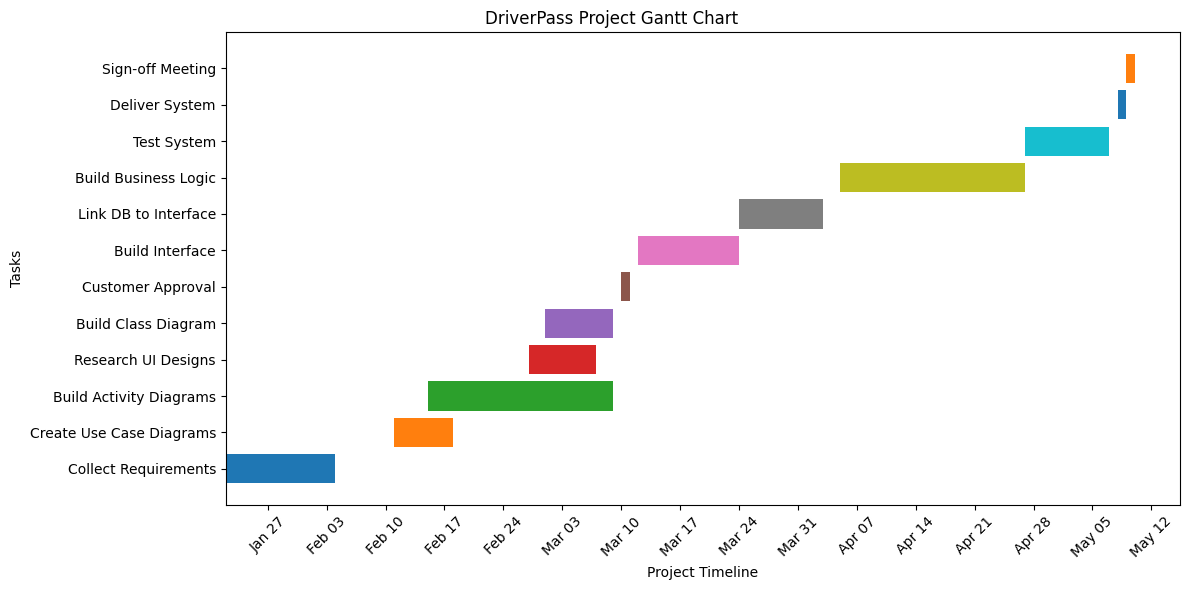 DriverPass Project Gantt Chart
Tasks
Sign-off Meeting
Deliver System
Test System
Build Business Logic
Link DB to Interface
Build Interface
Customer Approval
Build Class Diagram
Research UI Designs
Build Activity Diagrams
Create Use Case Diagrams
Collect Requirements
Jan 27
Feb 03
Feb 10
Feb 17
Feb 24
Mar 03
Mar 10
Mar 17
Mar 24
Mar 31
Apr 07
Apr 14
Apr 21
Apr 28
May 05
May 12
Project Timeline